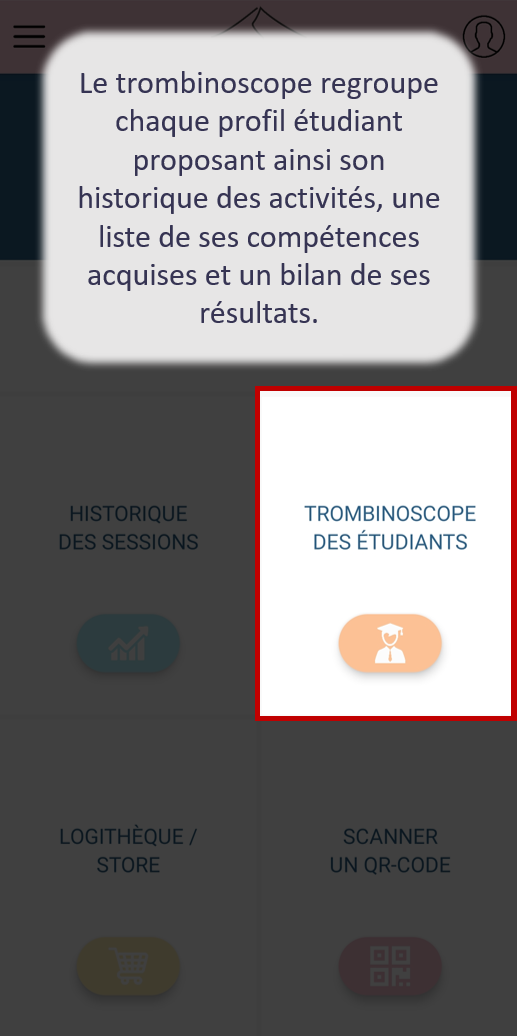 Le trombinoscope regroupe
chaque profil étudiant
proposant ainsi son
historique des activités, une
liste de ses compétences
acquises et un bilan de ses
résultats.
HISTORIQUE
DES SESSIONS
TROMBINOSCOPE
DES ÉTUDIANTS
LOGITHÈQUE /
STORE
SCANNER
UN QR-CODE